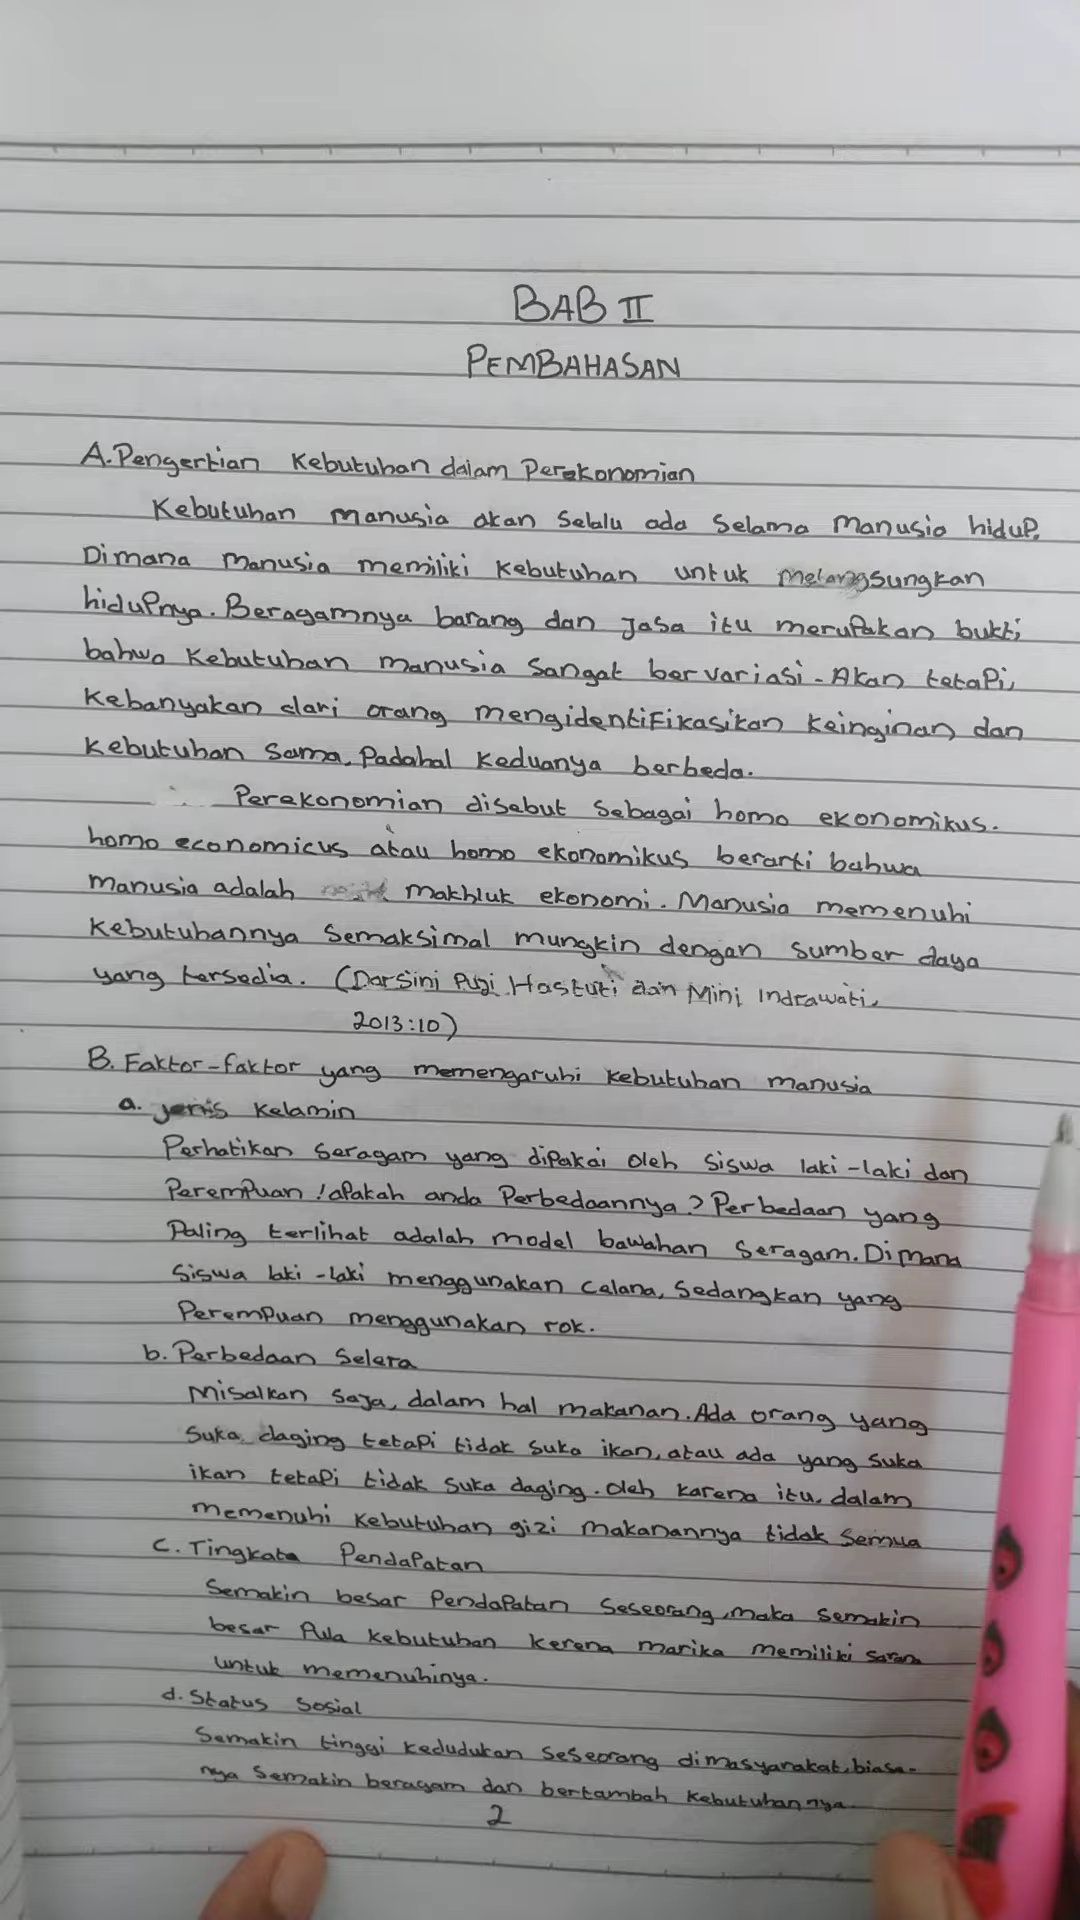 BAB II
PEMBAHASAN
A. Pengertian Kebutuhan dalam Perekonomian
Kebutuhan manusia akan selalu ada selama manusia hidup.
Dimana manusia memiliki kebutuhan untuk melangsungkan
hidupnya. Beragamnya barang dan jasa itu merupakan bukti
bahwa kebutuhan manusia sangat bervariasi. Akan tetapi,
kebanyakan dari orang mengidentifikasikan keinginan dan
kebutuhan sama, Padahal keduanya berbeda.
Perekonomian disebut sebagai homo ekonomikus.
homo economicus atau homo ekonomikus berarti bahwa
manusia adalah makhluk ekonomi. Manusia memenuhi
kebutuhannya semaksimal mungkin dengan sumber daya
yang tersedia. (Darsini Puji Hastuti dan Mini Indrawati,
2013:10)
B. Faktor-faktor yang memengaruhi kebutuhan manusia
a. jenis kelamin
Perhatikan seragam yang dipakai oleh siswa laki-laki dan
Perempuan! apakah anda Perbedaannya? Perbedaan yang
Paling terlihat adalah model bawahan seragam. Dimana
siswa laki-laki menggunakan celana, sedangkan yang
Perempuan menggunakan rok.
b. Perbedaan Selera
Misalkan saja, dalam hal makanan. Ada orang yang
suka daging tetapi tidak suka ikan, atau ada yang suka
ikan tetapi tidak suka daging. oleh karena itu, dalam
memenuhi kebutuhan gizi makanannya tidak semua
c. Tingkata Pendapatan
Semakin besar Pendapatan seseorang, maka semakin
besar Pula kebutuhan kerena marika memiliki sarana
untuk memenuhinya.
d. Status Sosial
Semakin tinggi kedudukan seseorang dimasyarakat, biasa-
nya semakin beragam dan bertambah kebutuhannya.
2